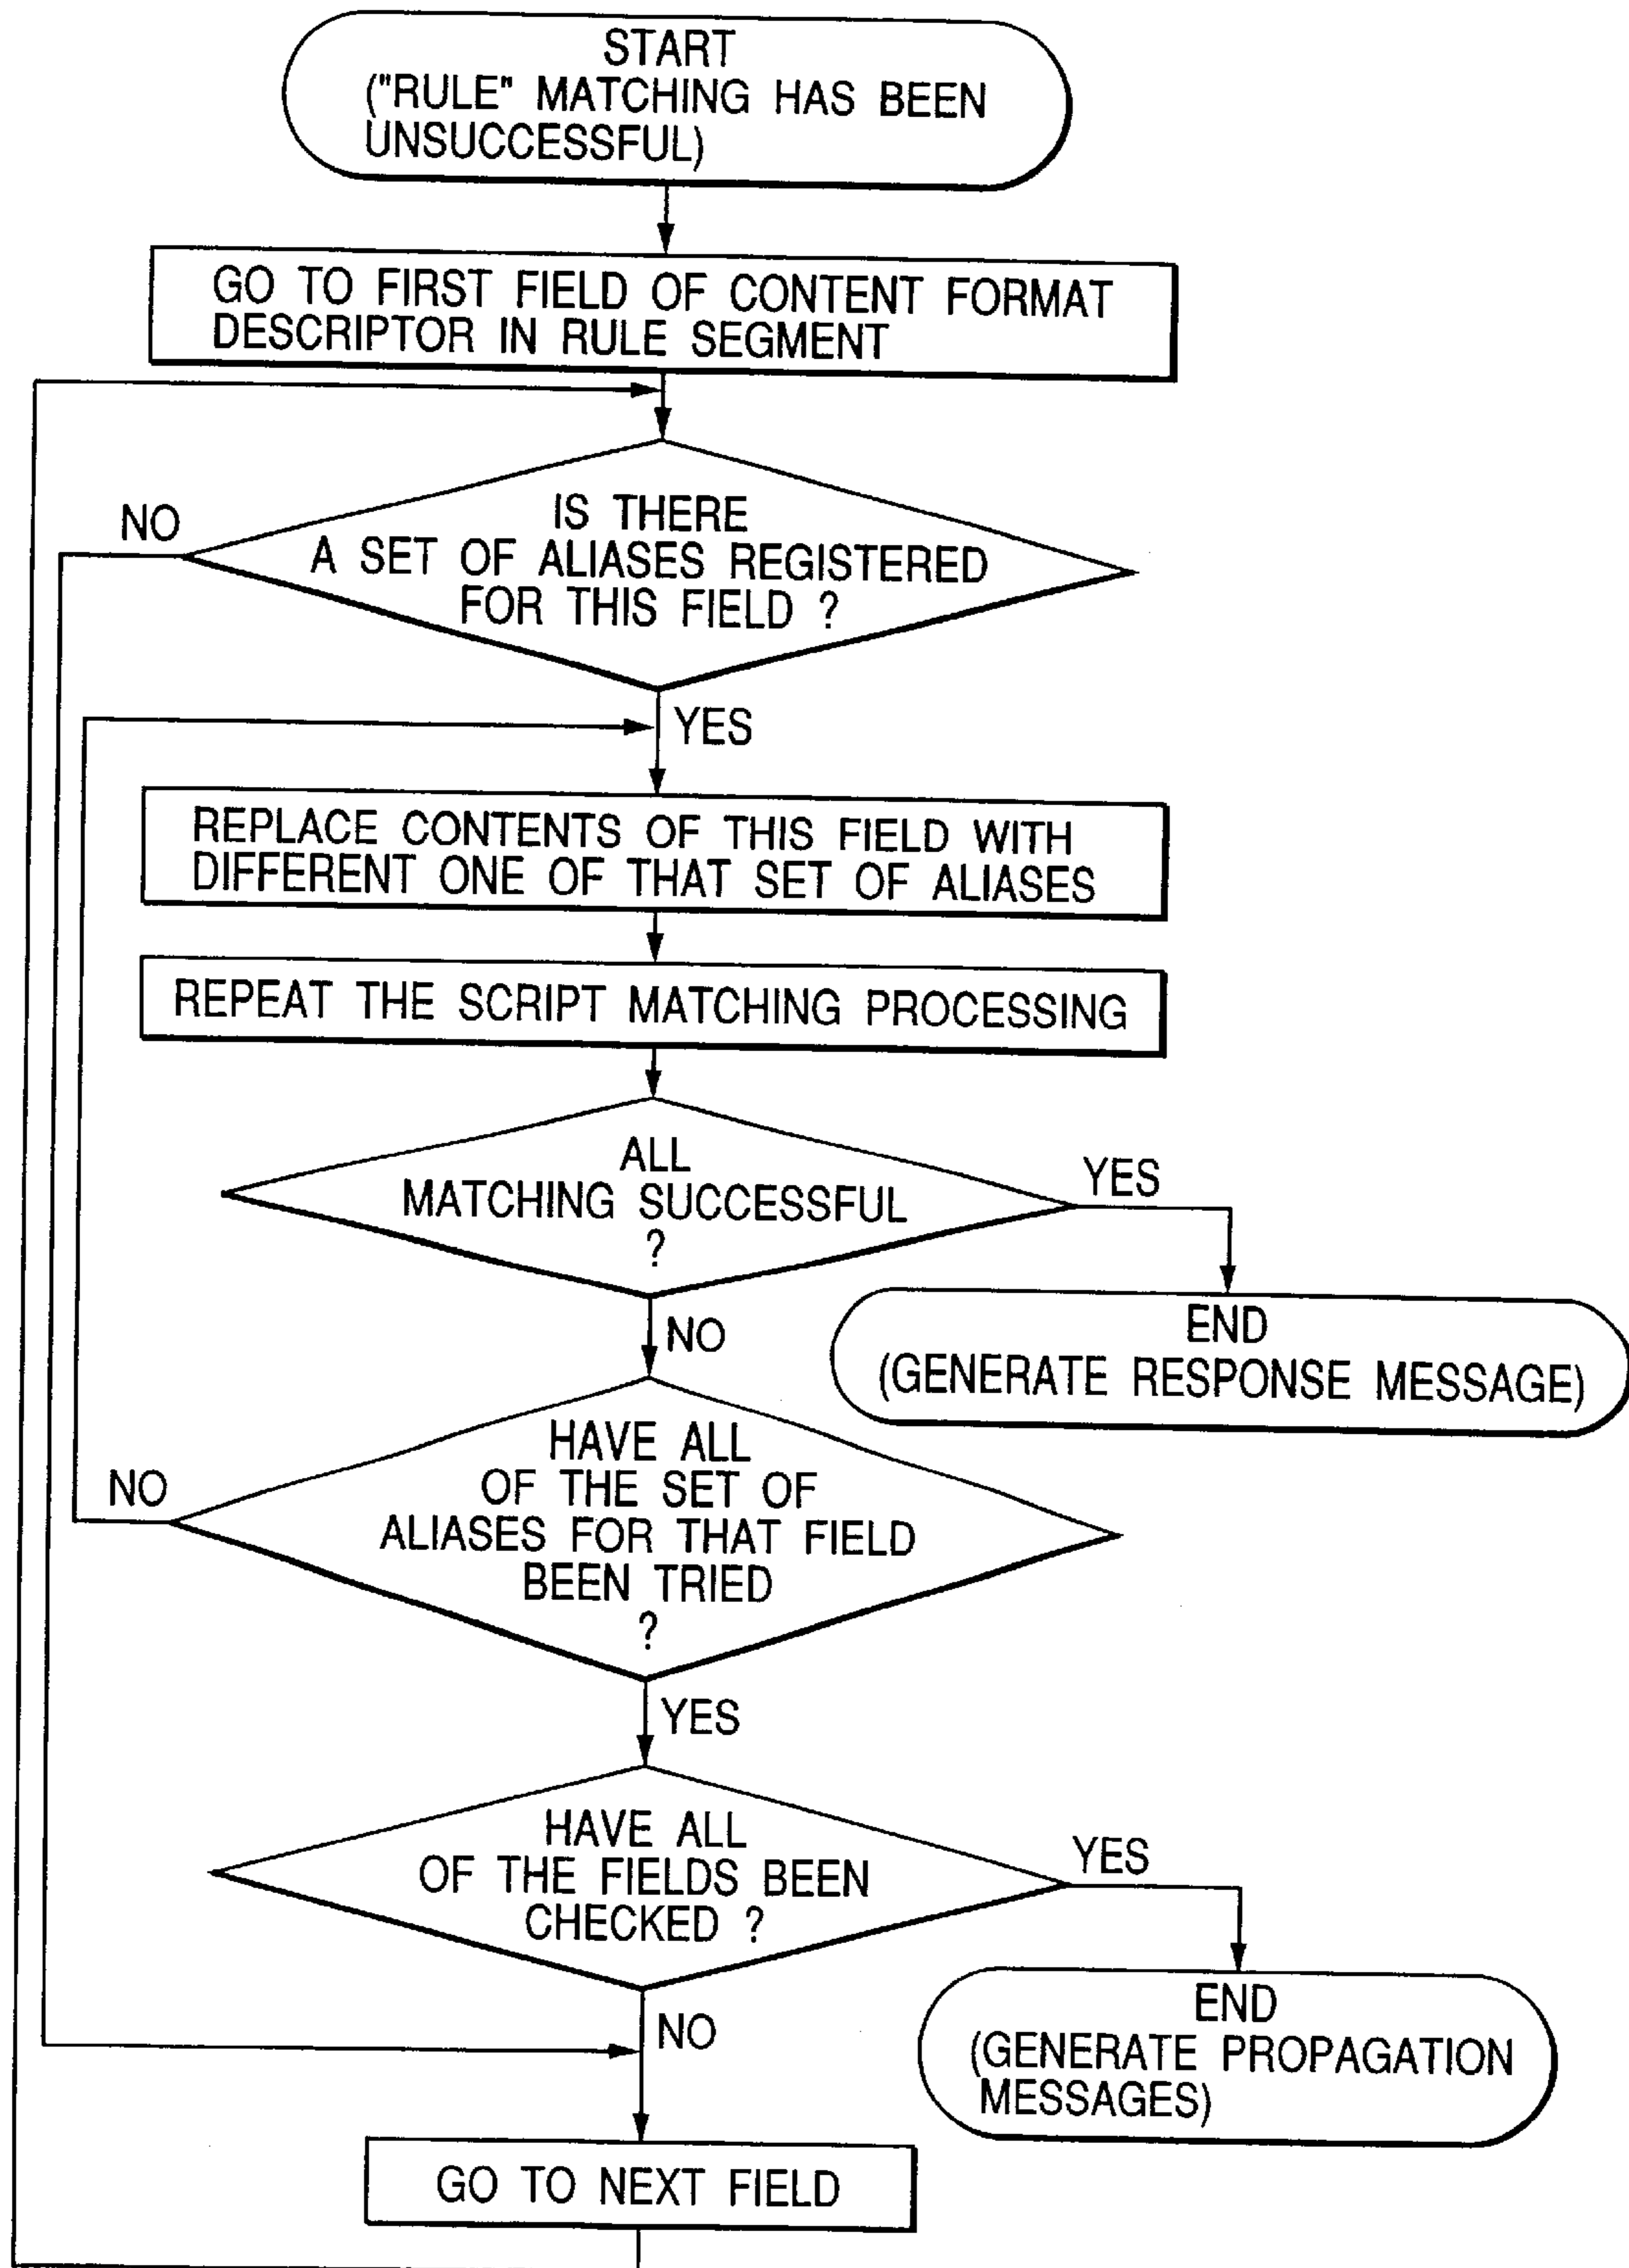 START
("RULE" MATCHING HAS BEEN
UNSUCCESSFUL)
GO TO FIRST FIELD OF CONTENT FORMAT
DESCRIPTOR IN RULE SEGMENT
NO
IS THERE
A SET OF ALIASES REGISTERED
FOR THIS FIELD ?
YES
REPLACE CONTENTS OF THIS FIELD WITH
DIFFERENT ONE OF THAT SET OF ALIASES
REPEAT THE SCRIPT MATCHING PROCESSING
ALL
MATCHING SUCCESSFUL
?
YES
END
(GENERATE RESPONSE MESSAGE)
NO
HAVE ALL
OF THE SET OF
ALIASES FOR THAT FIELD
BEEN TRIED
?
NO
YES
HAVE ALL
OF THE FIELDS BEEN
CHECKED ?
YES
END
(GENERATE PROPAGATION
MESSAGES)
NO
GO TO NEXT FIELD